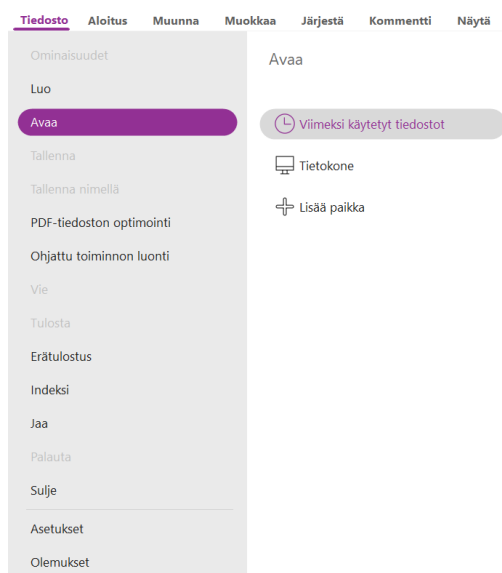 Tiedosto Aloitus Muunna Muokkaa Järjestä Kommentti Näytä
Ominaisuudet
Luo
Avaa
Tallenna
Tallenna nimellä
PDF-tiedoston optimointi
Ohjattu toiminnon luonti
Vie
Tulosta
Erätulostus
Indeksi
Jaa
Palauta
Sulje
Asetukset
Olemukset
Avaa
Viimeksi käytetyt tiedostot
Tietokone
Lisää paikka